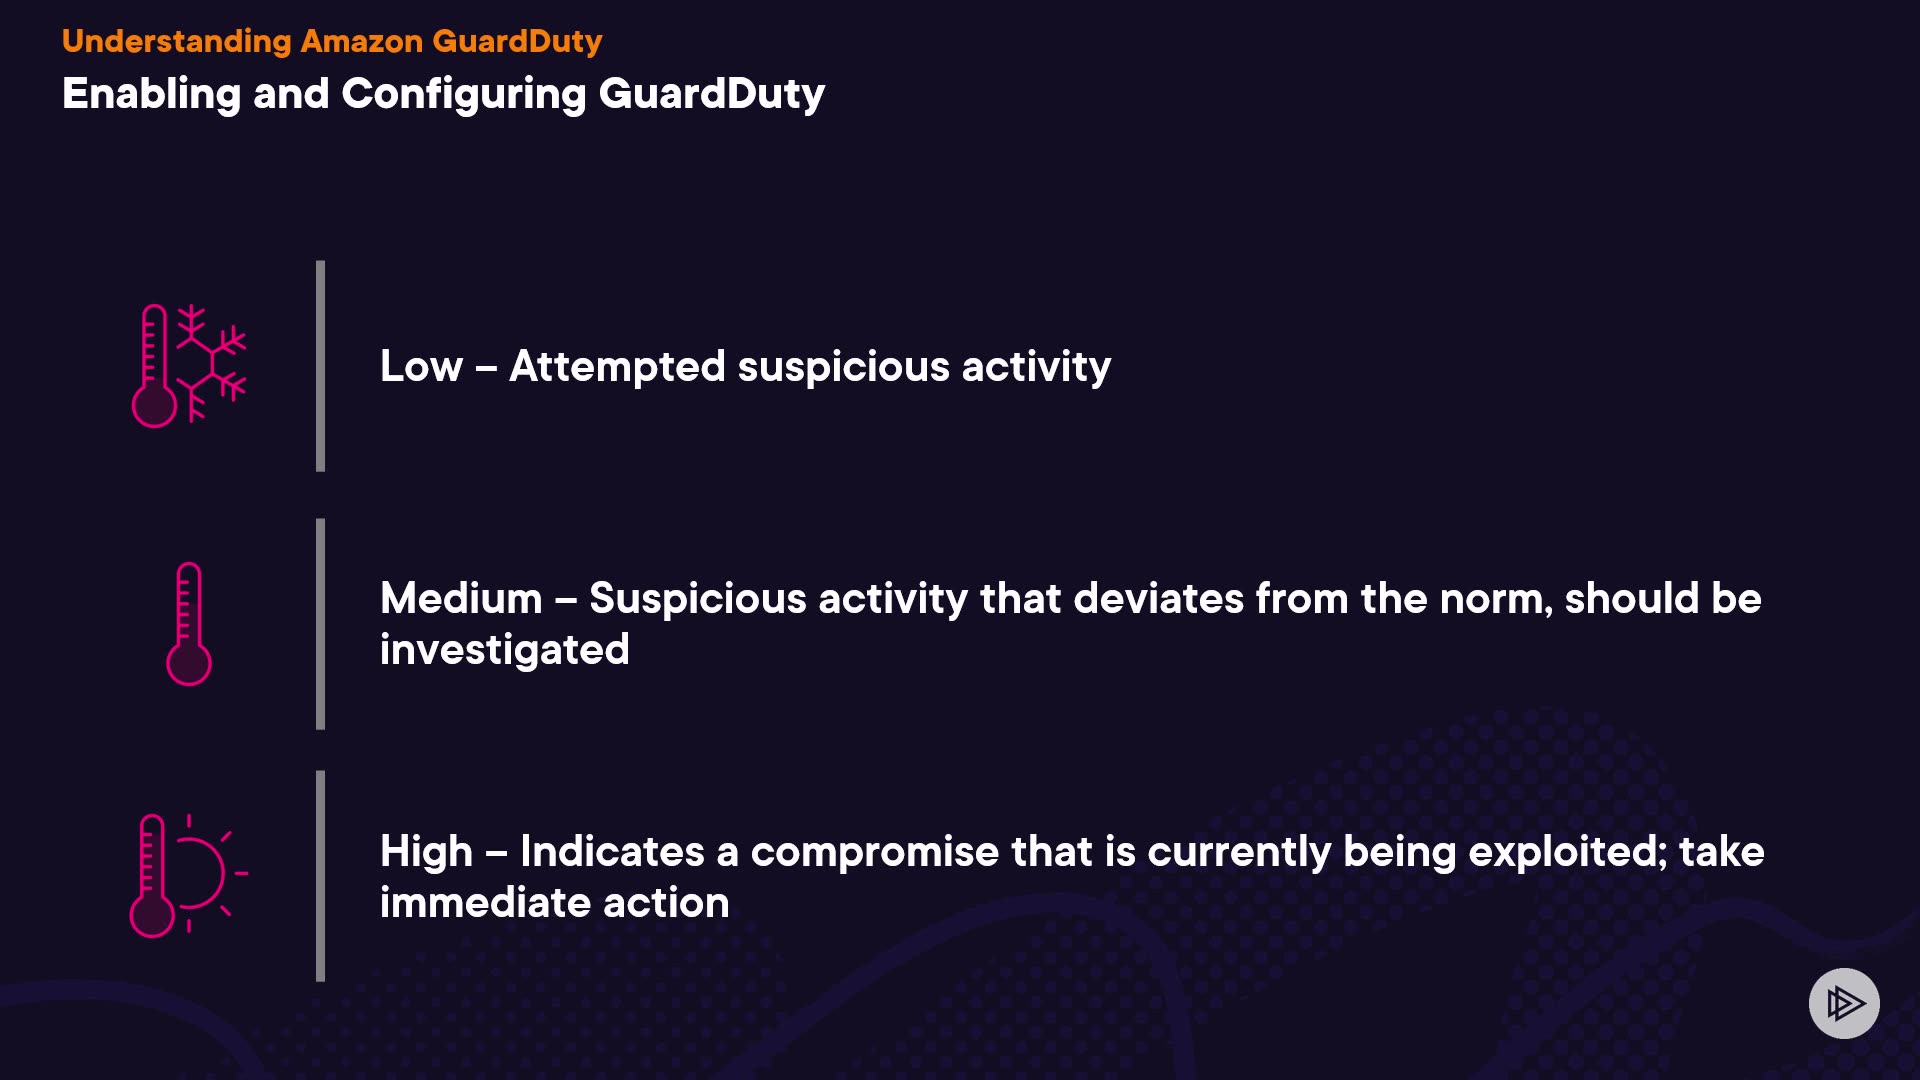 Understanding Amazon GuardDuty
Enabling and Configuring GuardDuty
Low – Attempted suspicious activity
Medium – Suspicious activity that deviates from the norm, should be
investigated
High – Indicates a compromise that is currently being exploited; take
immediate action